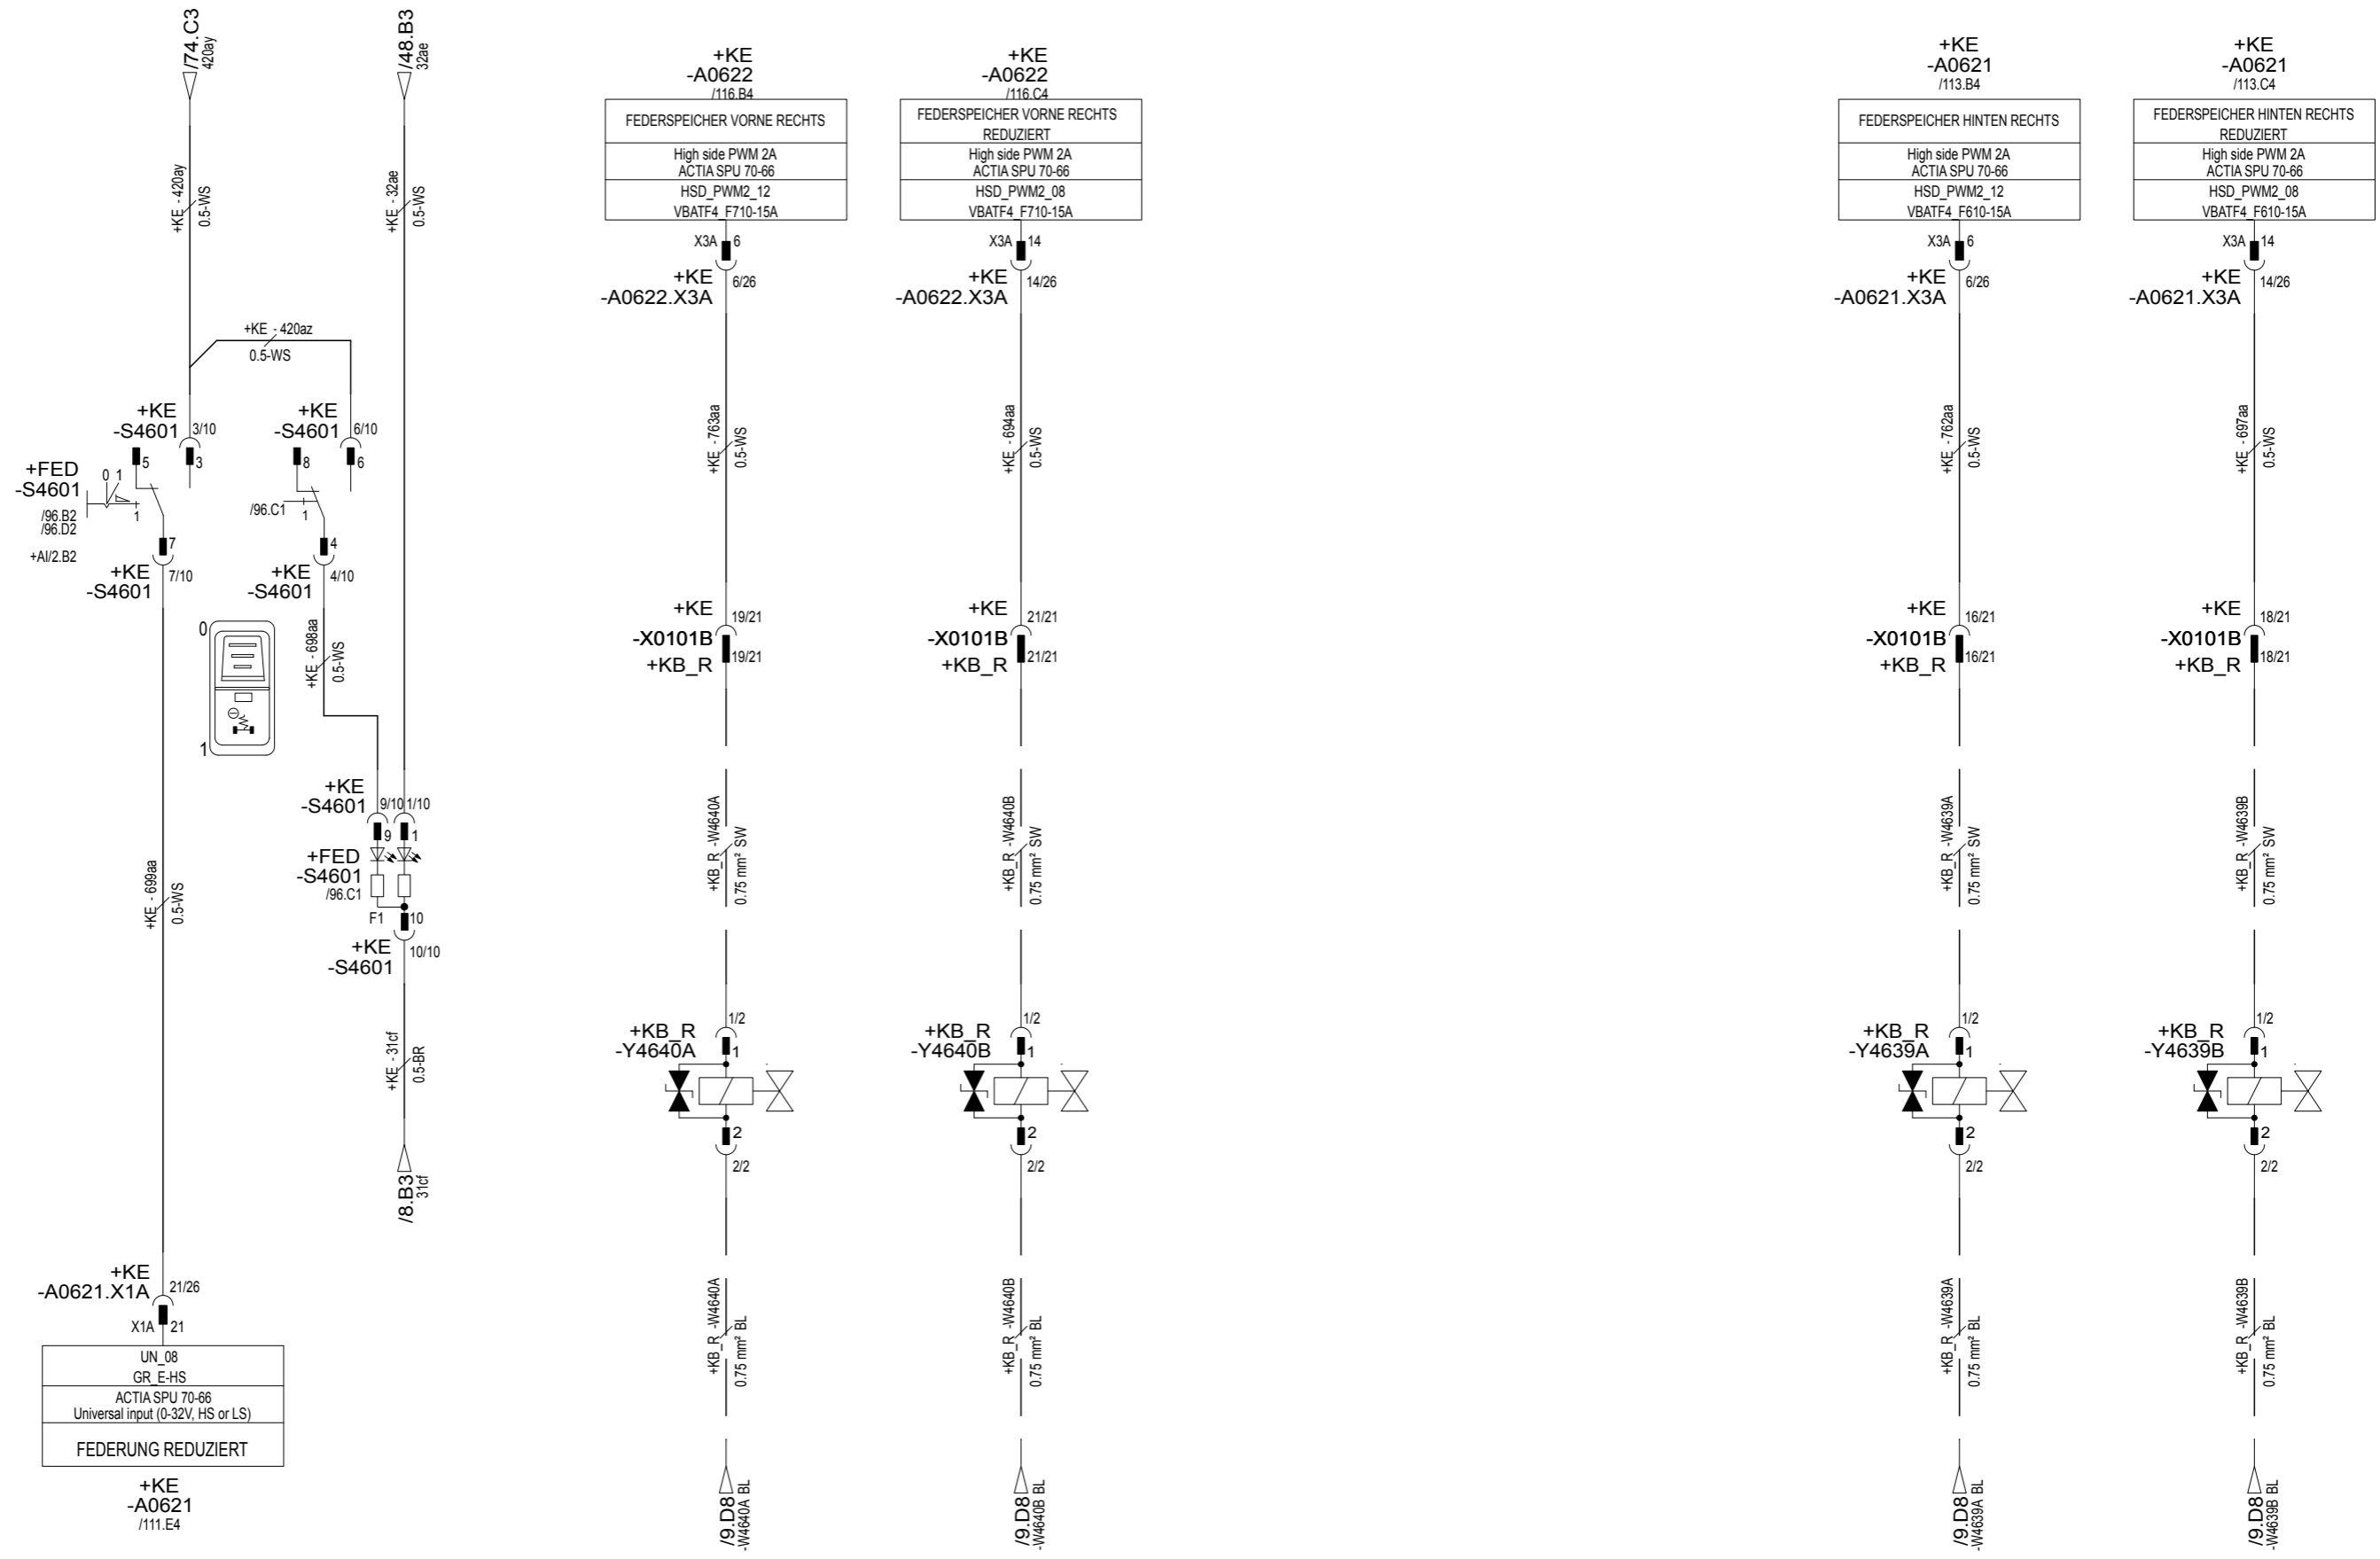 /74.C3
420ay
+KE - 420ay
0.5-WS
/48.B3
32ae
+KE - 32ae
0.5-WS
+KE - 420az
0.5-WS
+KE
-S4601
3/10
5
3
+KE
-S4601
6/10
8
6
+FED
-S4601
0 1
1
/96.B2
/96.D2
+AI/2.B2
/96.C1
1
7
+KE
-S4601
7/10
4
+KE
-S4601
4/10
+KE - 698aa
0.5-WS
0
1
+KE
-S4601
9/10 1/10
9
1
+FED
-S4601
/96.C1
F1
10
+KE
-S4601
10/10
+KE - 31cf
0.5-BR
/8.B3
31cf
+KE - 699aa
0.5-WS
+KE
-A0621.X1A
21/26
X1A
21
UN_08
GR_E-HS
ACTIA SPU 70-66
Universal input (0-32V, HS or LS)
FEDERUNG REDUZIERT
+KE
-A0621
/111.E4
+KE
-A0622
/116.B4
FEDERSPEICHER VORNE RECHTS
High side PWM 2A
ACTIA SPU 70-66
HSD_PWM2_12
VBATF4_F710-15A
X3A
6
+KE
-A0622.X3A
6/26
+KE - 763aa
0.5-WS
+KE
-X0101B
+KB_R
19/21
19/21
+KB_R -W4640A
0.75 mm² SW
+KB_R
-Y4640A
1/2
1
2
2/2
+KB_R -W4640A
0.75 mm² BL
/9.D8
-W4640A BL
+KE
-A0622
/116.C4
FEDERSPEICHER VORNE RECHTS
REDUZIERT
High side PWM 2A
ACTIA SPU 70-66
HSD_PWM2_08
VBATF4_F710-15A
X3A
14
+KE
-A0622.X3A
14/26
+KE - 694aa
0.5-WS
+KE
-X0101B
+KB_R
21/21
21/21
+KB_R -W4640B
0.75 mm² SW
+KB_R
-Y4640B
1/2
1
2
2/2
+KB_R -W4640B
0.75 mm² BL
/9.D8
-W4640B BL
+KE
-A0621
/113.B4
FEDERSPEICHER HINTEN RECHTS
High side PWM 2A
ACTIA SPU 70-66
HSD_PWM2_12
VBATF4_F610-15A
X3A
6
+KE
-A0621.X3A
6/26
+KE - 762aa
0.5-WS
+KE
-X0101B
+KB_R
16/21
16/21
+KB_R -W4639A
0.75 mm² SW
+KB_R
-Y4639A
1/2
1
2
2/2
+KB_R -W4639A
0.75 mm² BL
/9.D8
-W4639A BL
+KE
-A0621
/113.C4
FEDERSPEICHER HINTEN RECHTS
REDUZIERT
High side PWM 2A
ACTIA SPU 70-66
HSD_PWM2_08
VBATF4_F610-15A
X3A
14
+KE
-A0621.X3A
14/26
+KE - 697aa
0.5-WS
+KE
-X0101B
+KB_R
18/21
18/21
+KB_R -W4639B
0.75 mm² SW
+KB_R
-Y4639B
1/2
1
2
2/2
+KB_R -W4639B
0.75 mm² BL
/9.D8
-W4639B BL